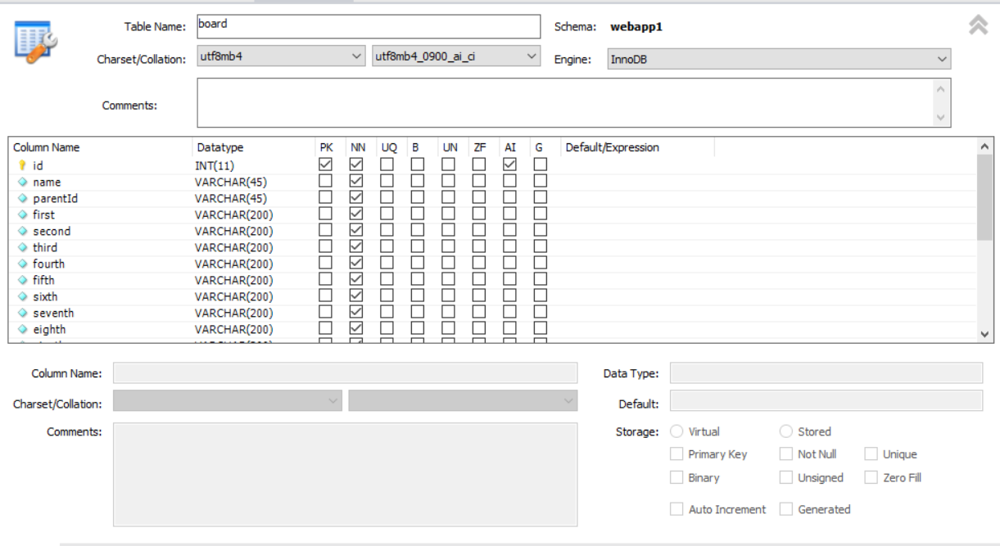 Table Name: board Schema: webapp1
Charset/Collation: utf8mb4 utf8mb4_0900_ai_ci Engine: InnoDB
Comments:
Column Name Datatype PK NN UQ B UN ZF AI G Default/Expression
id INT(11)
name VARCHAR(45)
parentId VARCHAR(45)
first VARCHAR(200)
second VARCHAR(200)
third VARCHAR(200)
fourth VARCHAR(200)
fifth VARCHAR(200)
sixth VARCHAR(200)
seventh VARCHAR(200)
eighth VARCHAR(200)
Column Name: Data Type:
Charset/Collation: Default:
Comments: Storage: Virtual Stored
Primary Key Not Null Unique
Binary Unsigned Zero Fill
Auto Increment Generated